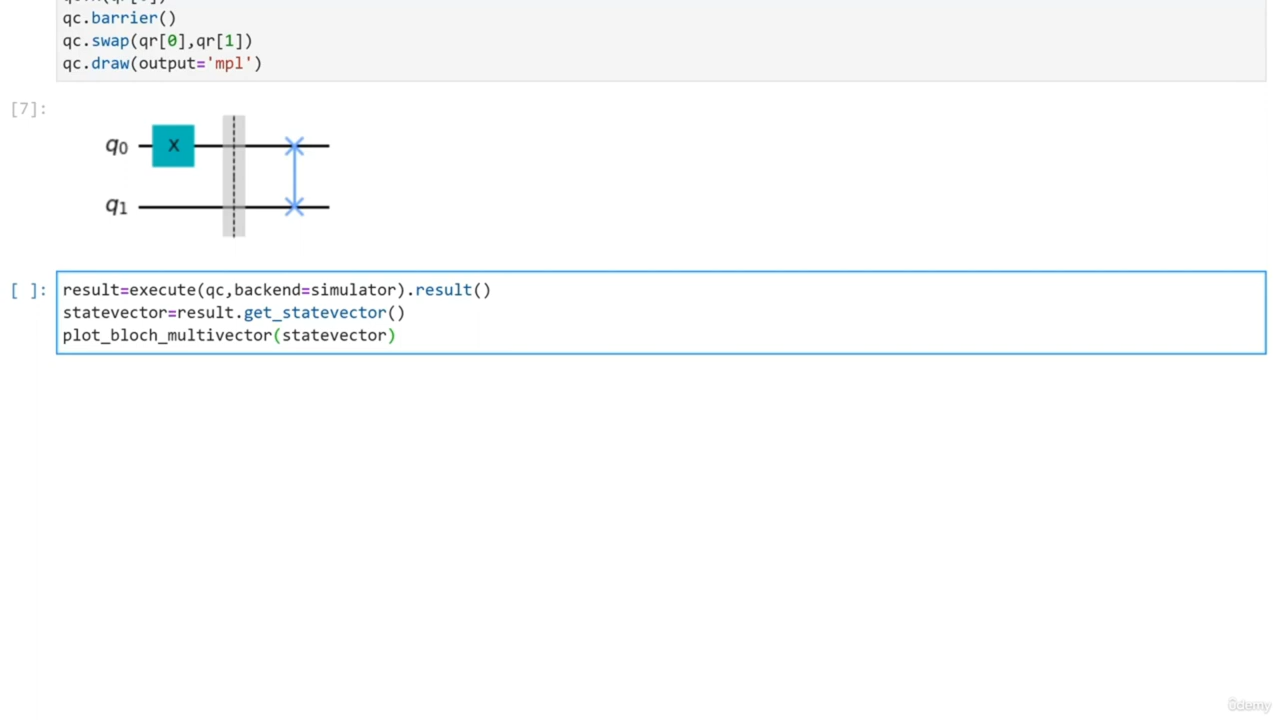 qc.barrier()
qc.swap(qr[0],qr[1])
qc.draw(output='mpl')
[7]:
q0
X
q1
[ ]:
result=execute(qc,backend=simulator).result()
statevector=result.get_statevector()
plot_bloch_multivector(statevector)
ûdemy